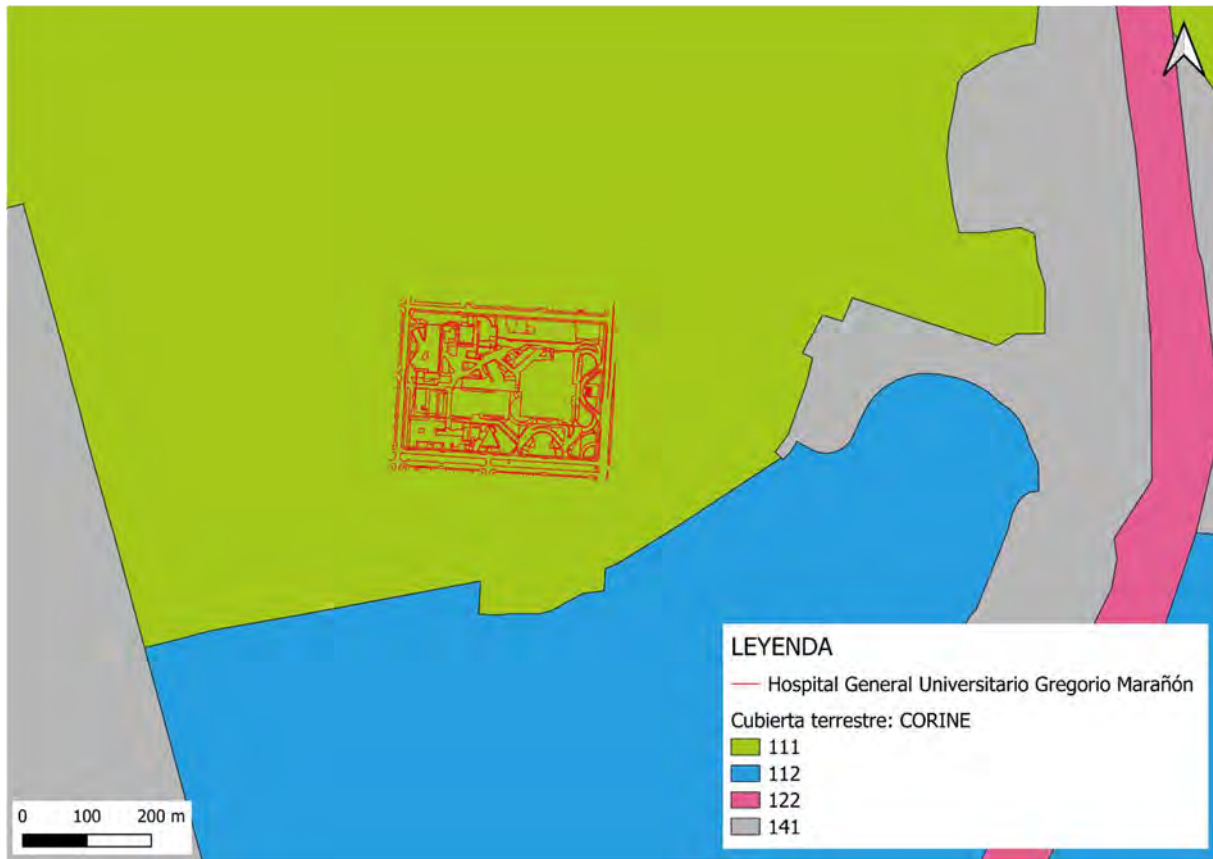 LEYENDA
Hospital General Universitario Gregorio Marañón
Cubierta terrestre: CORINE
111
112
122
141
0 100 200 m